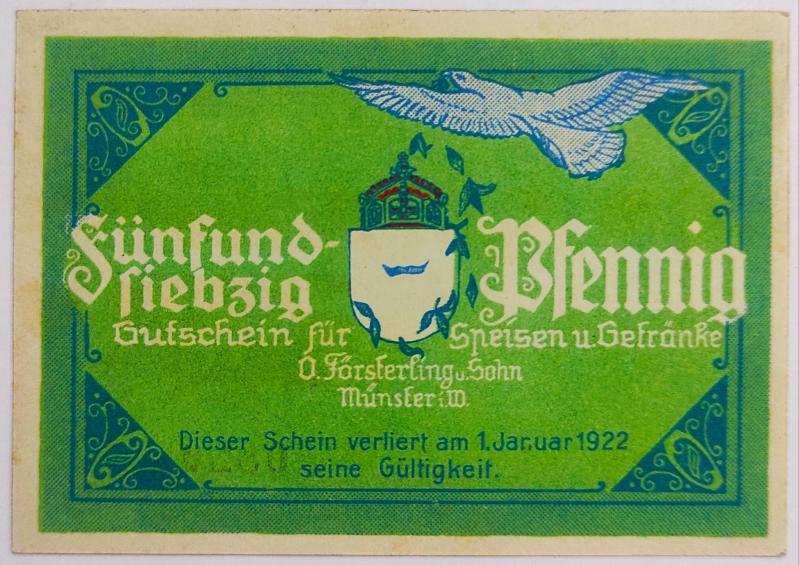 Fünfund-
siebzig
Pfennig
Gutschein für Speisen u. Getränke
O. Försterling u. Sohn
Münster i. W.
Dieser Schein verliert am 1. Januar 1922
seine Gültigkeit.